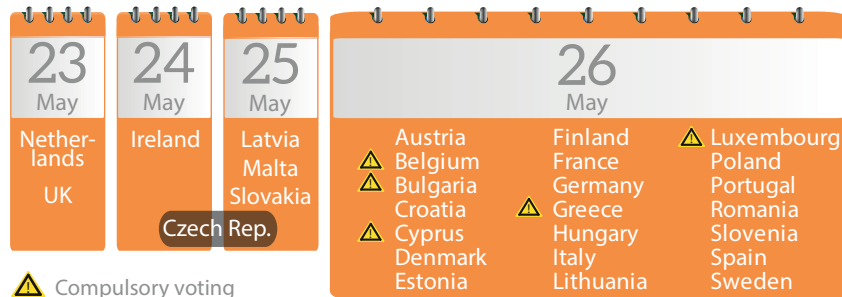 23
May
Nether-
lands
UK
24
May
Ireland
25
May
Latvia
Malta
Slovakia
Czech Rep.
26
May
Austria
Belgium
Bulgaria
Croatia
Cyprus
Denmark
Estonia
Finland
France
Germany
Greece
Hungary
Italy
Lithuania
Luxembourg
Poland
Portugal
Romania
Slovenia
Spain
Sweden
Compulsory voting